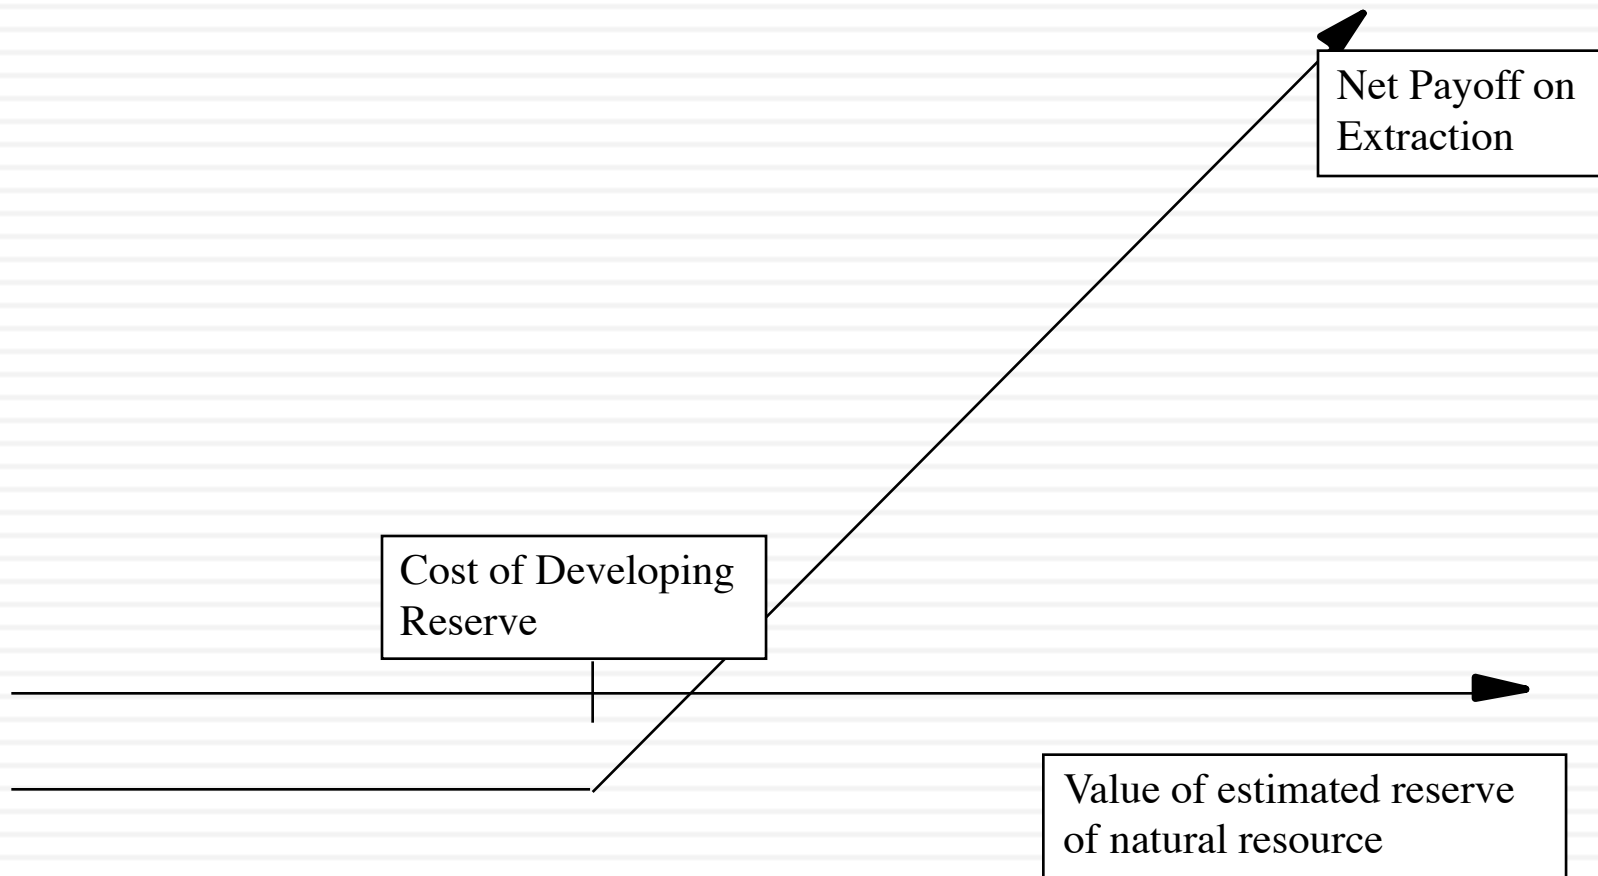 Net Payoff on
Extraction
Cost of Developing
Reserve
Value of estimated reserve
of natural resource